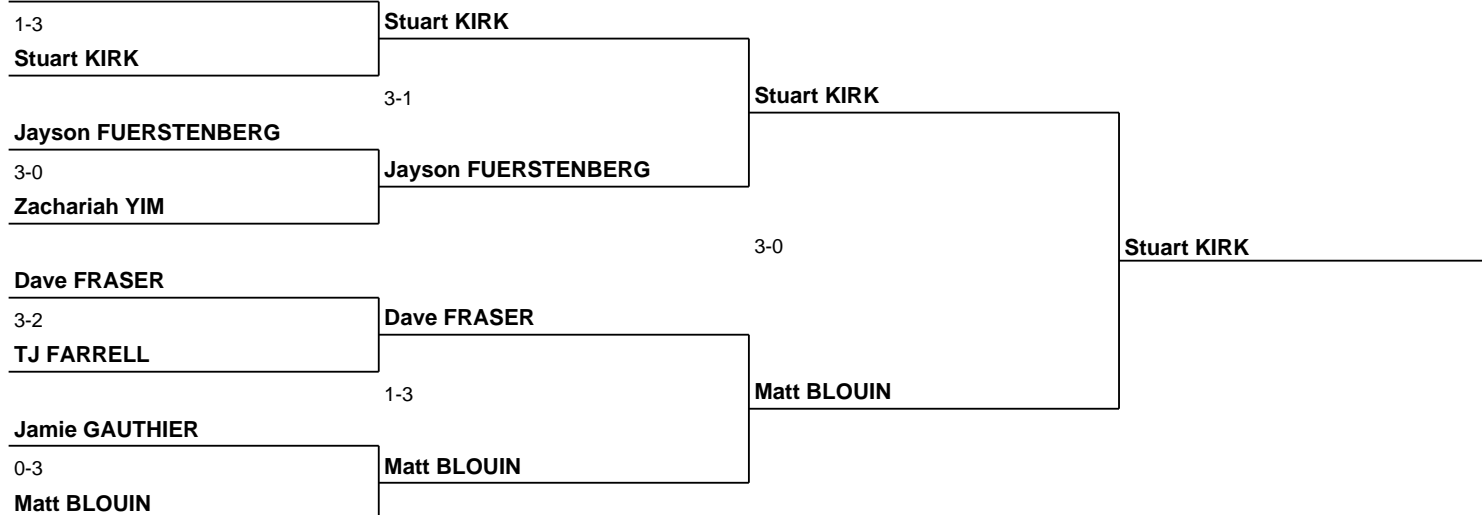 1-3
Stuart KIRK
Stuart KIRK
3-1
Stuart KIRK
Jayson FUERSTENBERG
3-0
Jayson FUERSTENBERG
Zachariah YIM
3-0
Stuart KIRK
Dave FRASER
3-2
Dave FRASER
TJ FARRELL
1-3
Matt BLOUIN
Jamie GAUTHIER
0-3
Matt BLOUIN
Matt BLOUIN